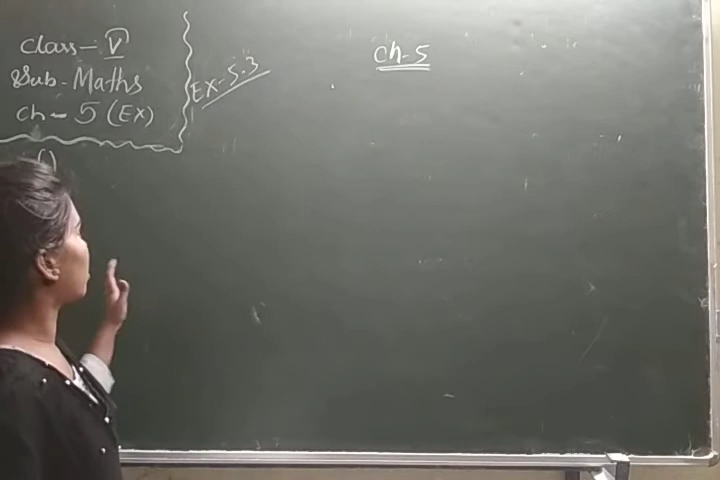 Class - V
Sub - Maths
Ch - 5 (Ex)
Ex - 5.3
Ch - 5